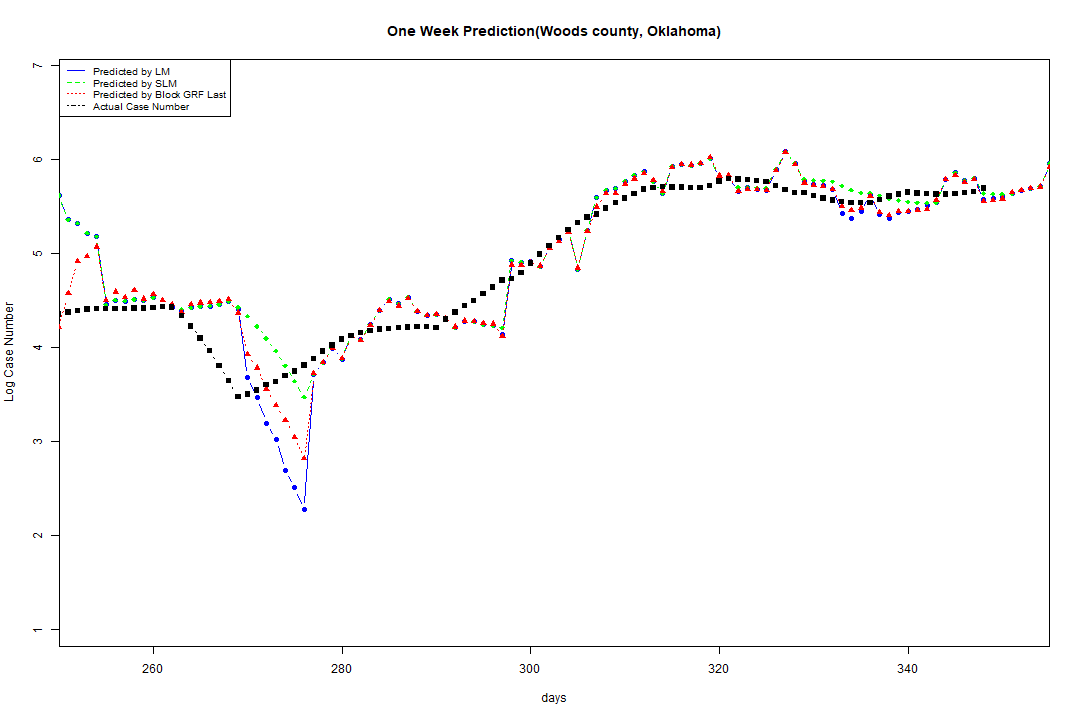 One Week Prediction(Woods county, Oklahoma)
Predicted by LM
Predicted by SLM
Predicted by Block GRF Last
Actual Case Number
7
6
5
4
3
2
1
Log Case Number
260 280 300 320 340
days